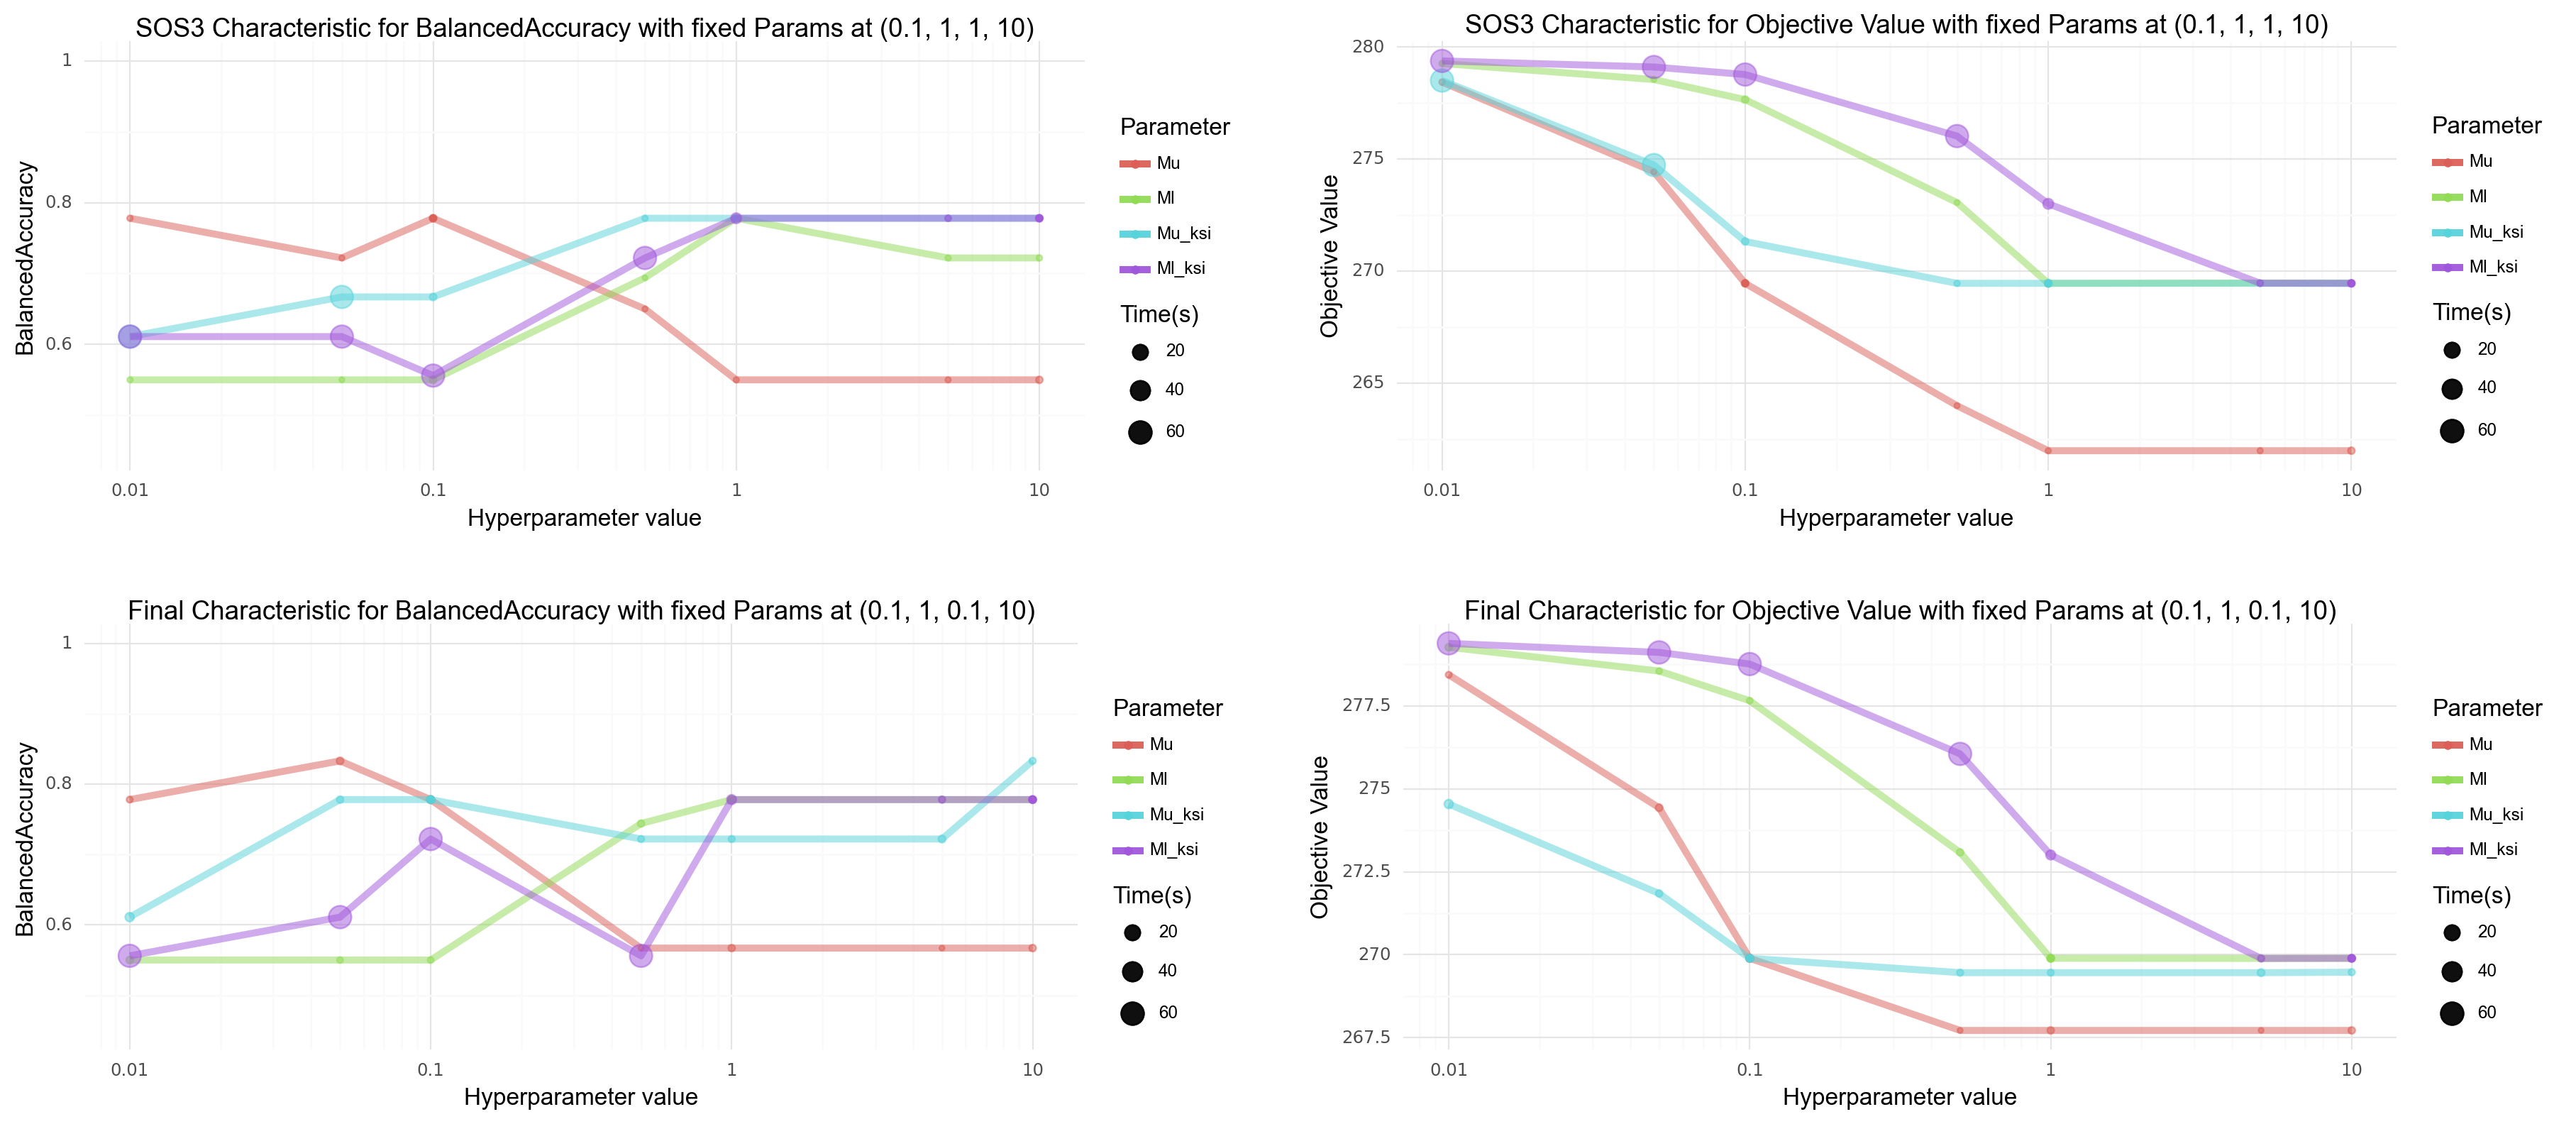 SOS3 Characteristic for BalancedAccuracy with fixed Params at (0.1, 1, 1, 10)
1
0.8
0.6
BalancedAccuracy
0.01
0.1
1
10
Hyperparameter value
Parameter
Mu
Ml
Mu_ksi
Ml_ksi
Time(s)
20
40
60
SOS3 Characteristic for Objective Value with fixed Params at (0.1, 1, 1, 10)
280
275
270
265
Objective Value
0.01
0.1
1
10
Hyperparameter value
Parameter
Mu
Ml
Mu_ksi
Ml_ksi
Time(s)
20
40
60
Final Characteristic for BalancedAccuracy with fixed Params at (0.1, 1, 0.1, 10)
1
0.8
0.6
BalancedAccuracy
0.01
0.1
1
10
Hyperparameter value
Parameter
Mu
Ml
Mu_ksi
Ml_ksi
Time(s)
20
40
60
Final Characteristic for Objective Value with fixed Params at (0.1, 1, 0.1, 10)
277.5
275
272.5
270
267.5
Objective Value
0.01
0.1
1
10
Hyperparameter value
Parameter
Mu
Ml
Mu_ksi
Ml_ksi
Time(s)
20
40
60